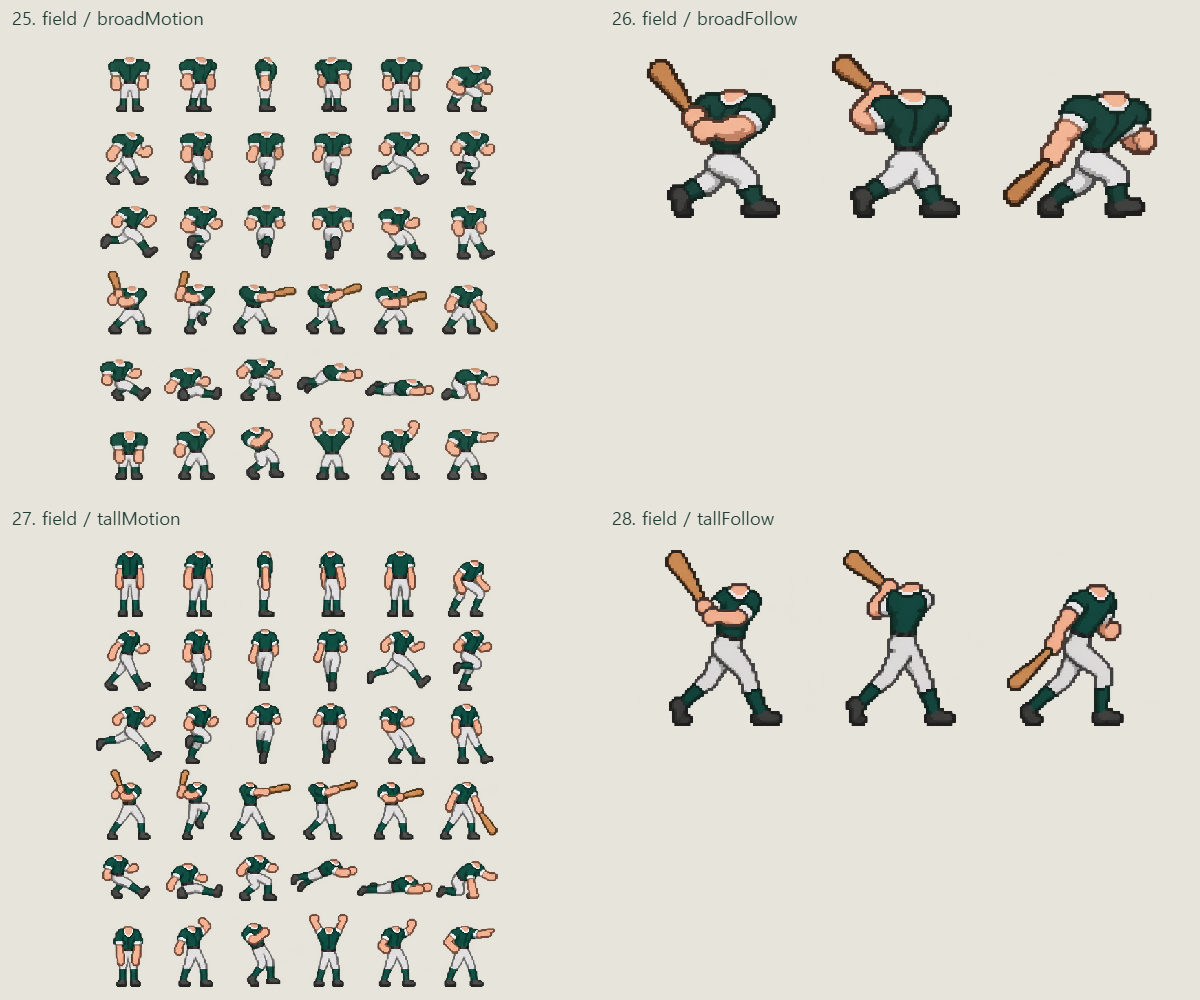 25. field / broadMotion
26. field / broadFollow
27. field / tallMotion
28. field / tallFollow